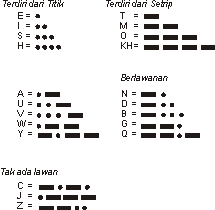 Terdiri dari Titik Terdiri dari Setrip
E = ● T = ▬
I = ●● M = ▬ ▬
S = ●●● O = ▬ ▬ ▬
H = ●●●● KH= ▬ ▬ ▬ ▬
Berlawanan
A = ● ▬ N = ▬ ●
U = ● ● ▬ D = ▬ ● ●
V = ● ● ● ▬ B = ▬ ● ● ●
W= ● ▬ ▬ G = ▬ ▬ ●
Y = ▬ ● ▬ ▬ Q = ▬ ▬ ● ▬
Tak ada lawan
C = ▬ ● ▬ ●
J = ● ▬ ▬ ▬
Z = ▬ ▬ ● ●